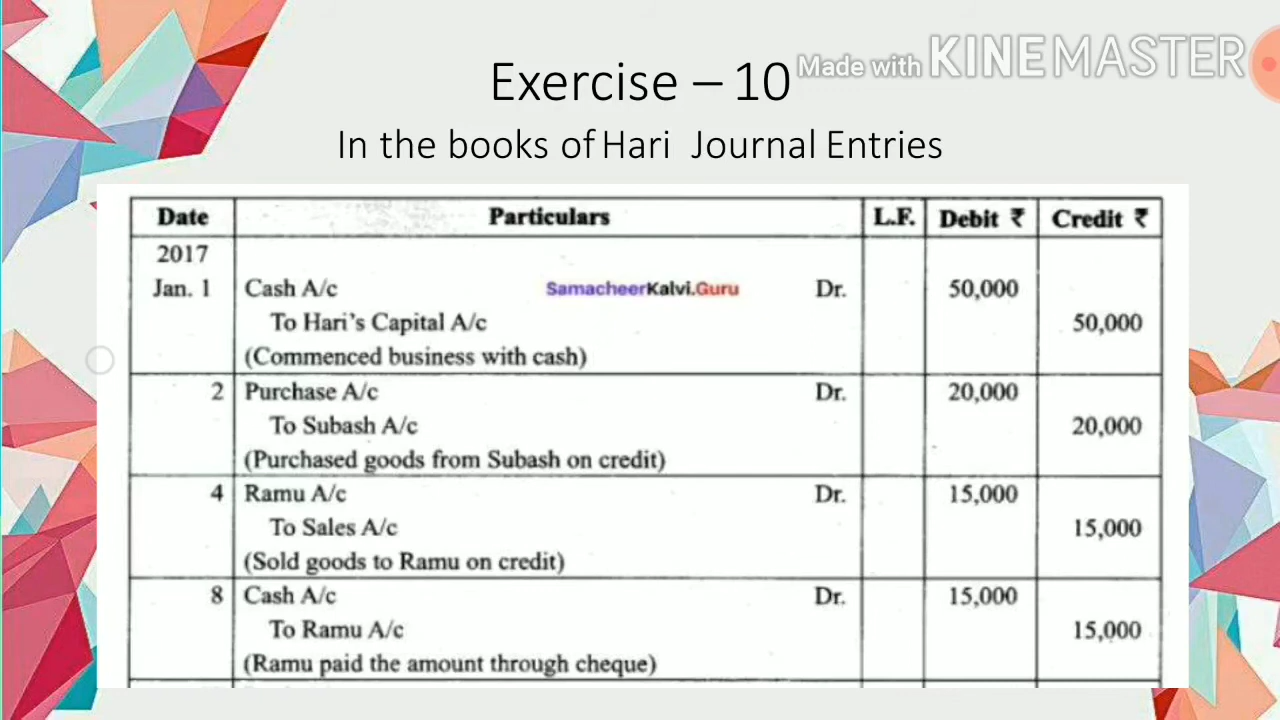 Made with KINEMASTER
Exercise – 10
In the books of Hari Journal Entries
Date Particulars L.F. Debit ₹ Credit ₹
2017
Jan. 1 Cash A/c SamacheerKalvi.Guru Dr. 50,000
To Hari's Capital A/c 50,000
(Commenced business with cash)
2 Purchase A/c Dr. 20,000
To Subash A/c 20,000
(Purchased goods from Subash on credit)
4 Ramu A/c Dr. 15,000
To Sales A/c 15,000
(Sold goods to Ramu on credit)
8 Cash A/c Dr. 15,000
To Ramu A/c 15,000
(Ramu paid the amount through cheque)